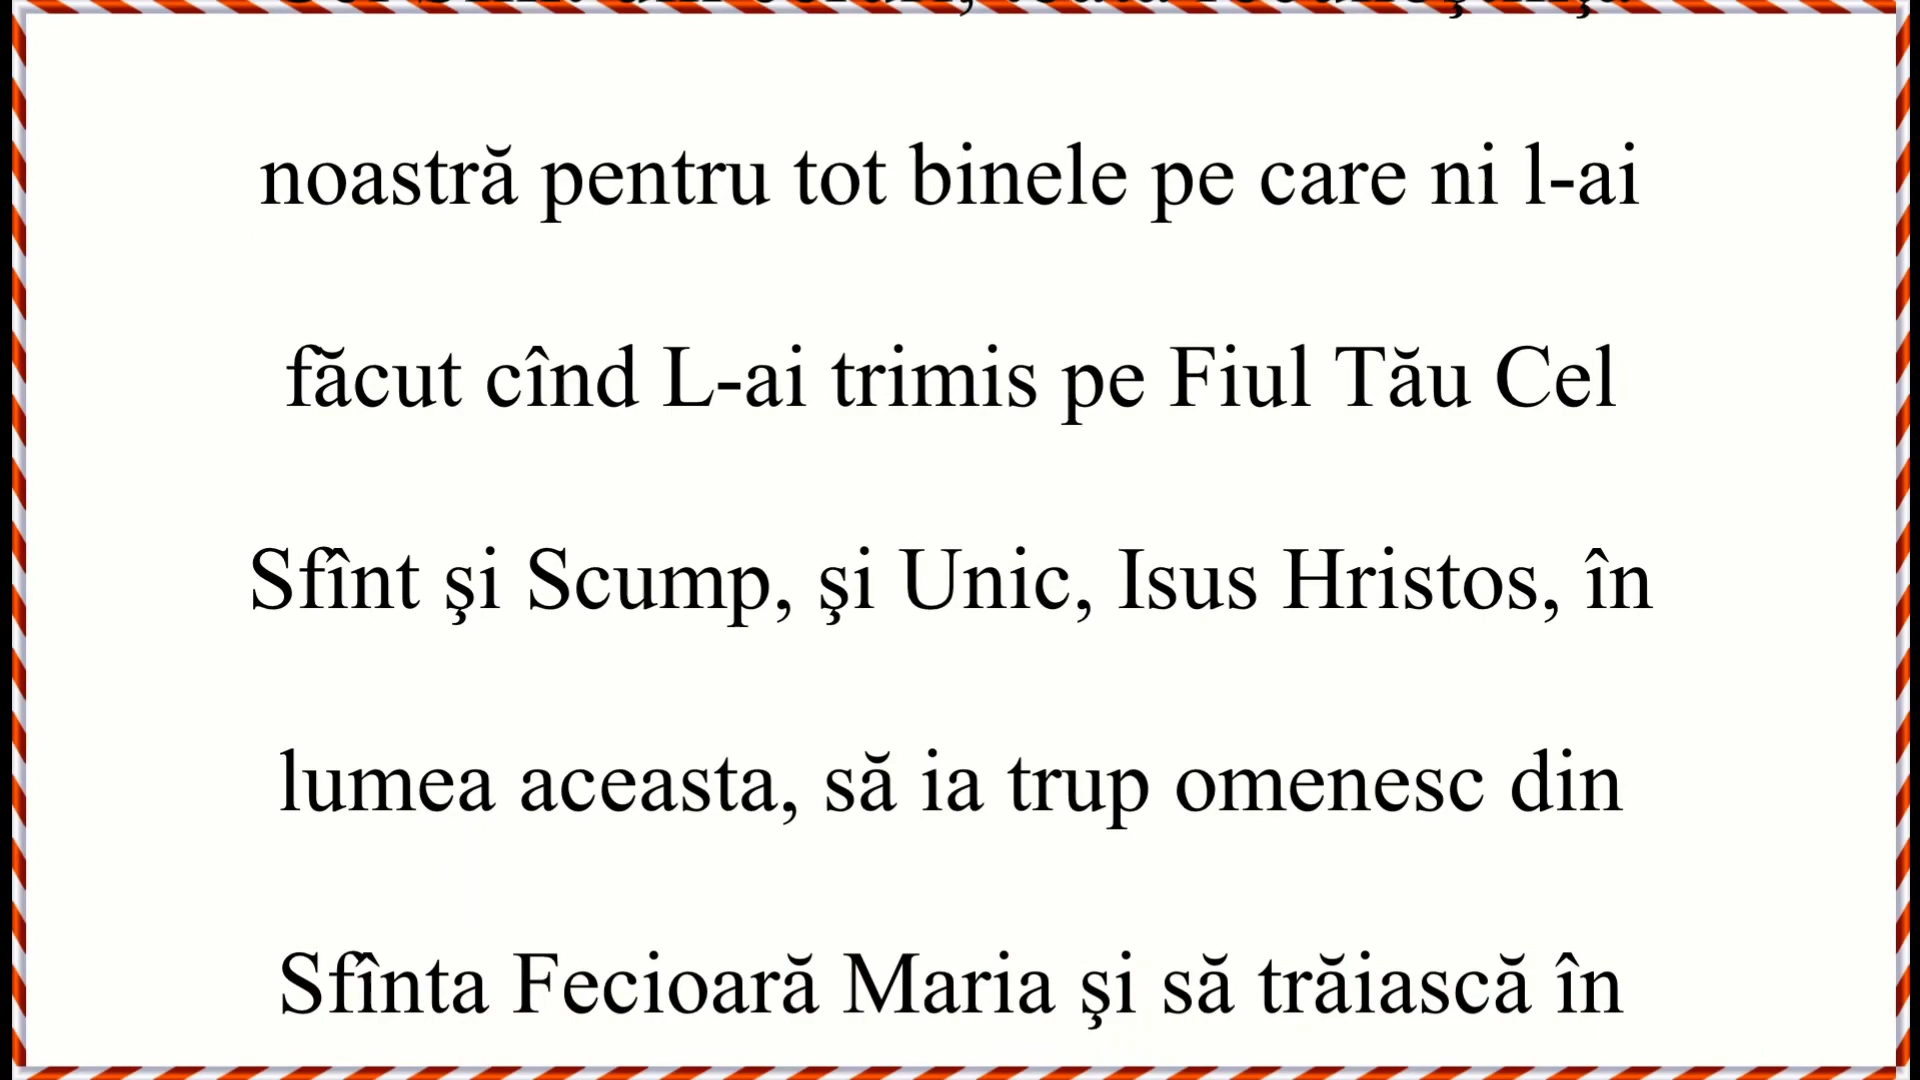 noastră pentru tot binele pe care ni l-ai
făcut cînd L-ai trimis pe Fiul Tău Cel
Sfînt şi Scump, şi Unic, Isus Hristos, în
lumea aceasta, să ia trup omenesc din
Sfînta Fecioară Maria şi să trăiască în